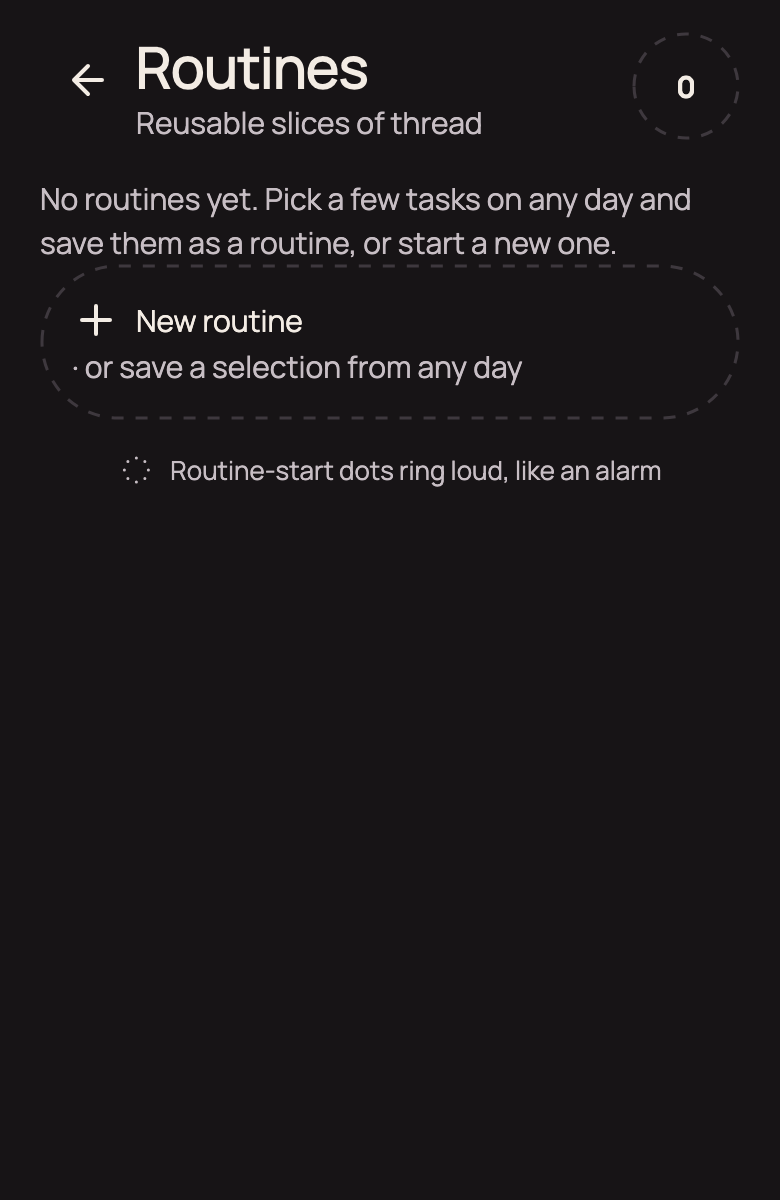 Routines
Reusable slices of thread
0
No routines yet. Pick a few tasks on any day and
save them as a routine, or start a new one.
New routine
· or save a selection from any day
Routine-start dots ring loud, like an alarm